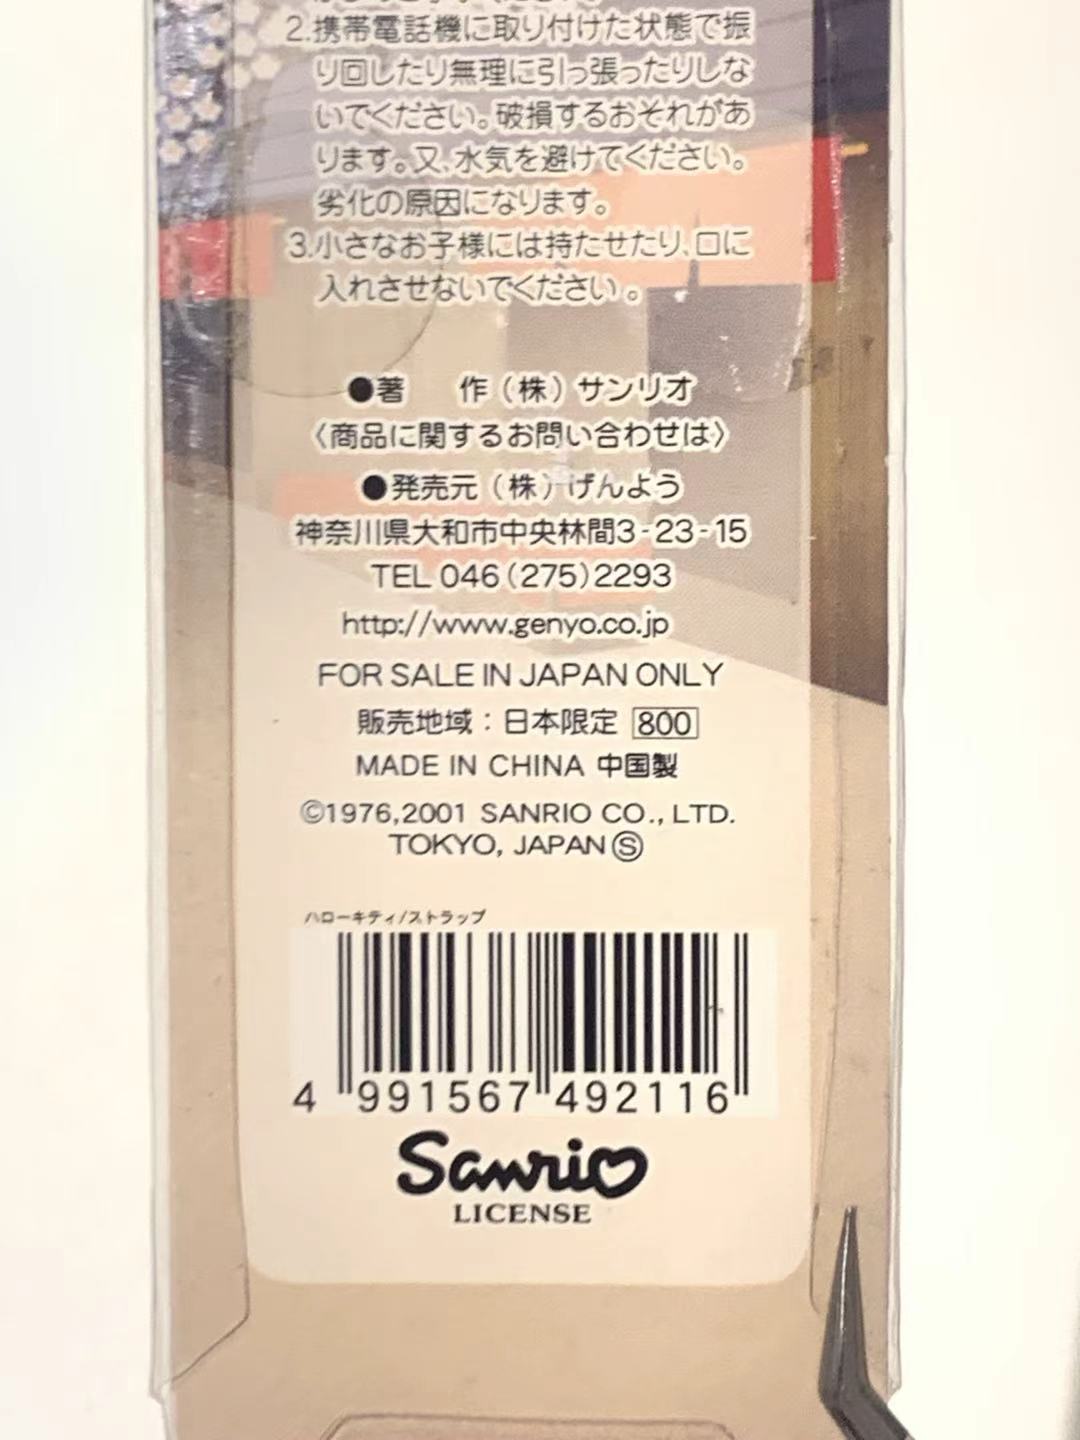 2.携帯電話機に取り付けた状態で振
り回したり無理に引っ張ったりしな
いでください。破損するおそれがあ
ります。又、水気を避けてください。
劣化の原因になります。
3.小さなお子様には持たせたり、口に
入れさせないでください。
●著　作（株）サンリオ
〈商品に関するお問い合わせは〉
●発売元（株）げんよう
神奈川県大和市中央林間3-23-15
TEL 046(275)2293
http://www.genyo.co.jp
FOR SALE IN JAPAN ONLY
販売地域：日本限定 800
MADE IN CHINA 中国製
©1976,2001 SANRIO CO., LTD.
TOKYO, JAPAN Ⓢ
ハローキティ/ストラップ
4 991567 492116
Sanrio
LICENSE